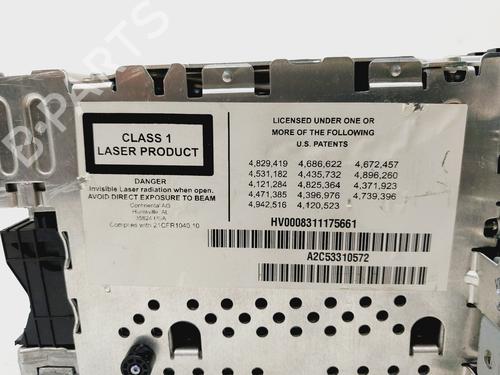 CLASS 1
LASER PRODUCT
DANGER
Invisible Laser radiation when open.
AVOID DIRECT EXPOSURE TO BEAM
Continental AG
Huntsville, AL
35824 USA
Complies with 21CFR1040.10
LICENSED UNDER ONE OR
MORE OF THE FOLLOWING
U.S. PATENTS
4,829,419 4,686,622 4,672,457
4,531,182 4,435,732 4,896,260
4,121,284 4,825,364 4,371,923
4,471,385 4,396,976 4,739,396
4,942,516 4,120,523
HV0008311175661
A2C53310572
B-PARTS